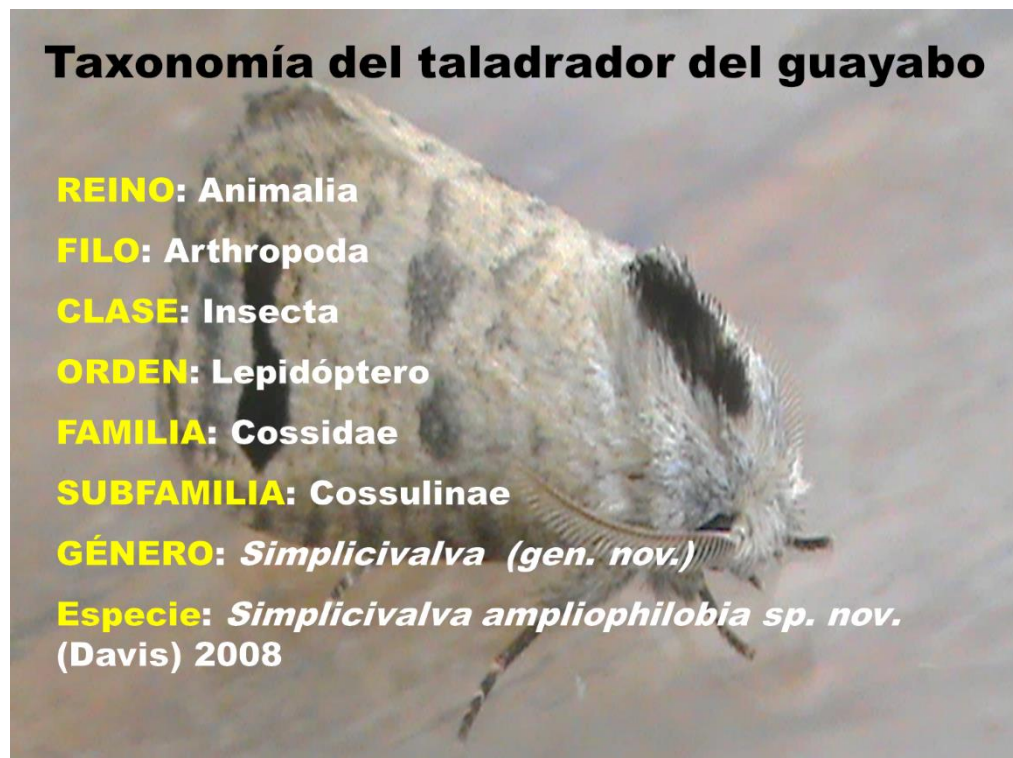 Taxonomía del taladrador del guayabo
REINO: Animalia
FILO: Arthropoda
CLASE: Insecta
ORDEN: Lepidóptero
FAMILIA: Cossidae
SUBFAMILIA: Cossulinae
GÉNERO: Simplicivalva (gen. nov.)
Especie: Simplicivalva ampliophilobia sp. nov.
(Davis) 2008